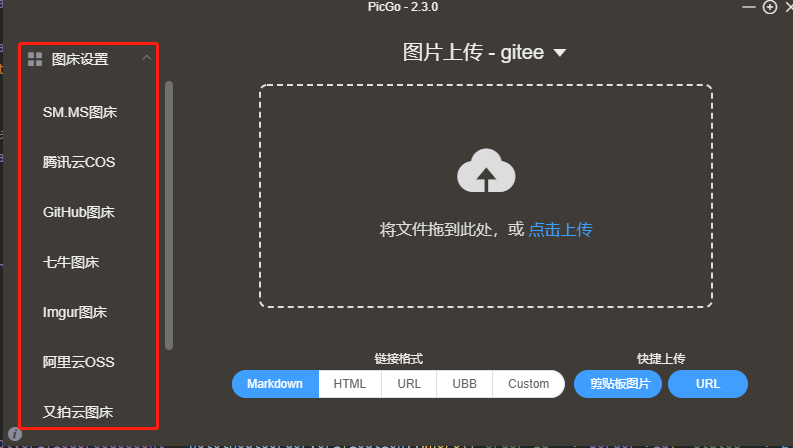 PicGo - 2.3.0
图床设置
SM.MS图床
腾讯云COS
GitHub图床
七牛图床
Imgur图床
阿里云OSS
又拍云图床
图片上传 - gitee
将文件拖到此处，或 点击上传
链接格式
Markdown HTML URL UBB Custom
快捷上传
剪贴板图片 URL